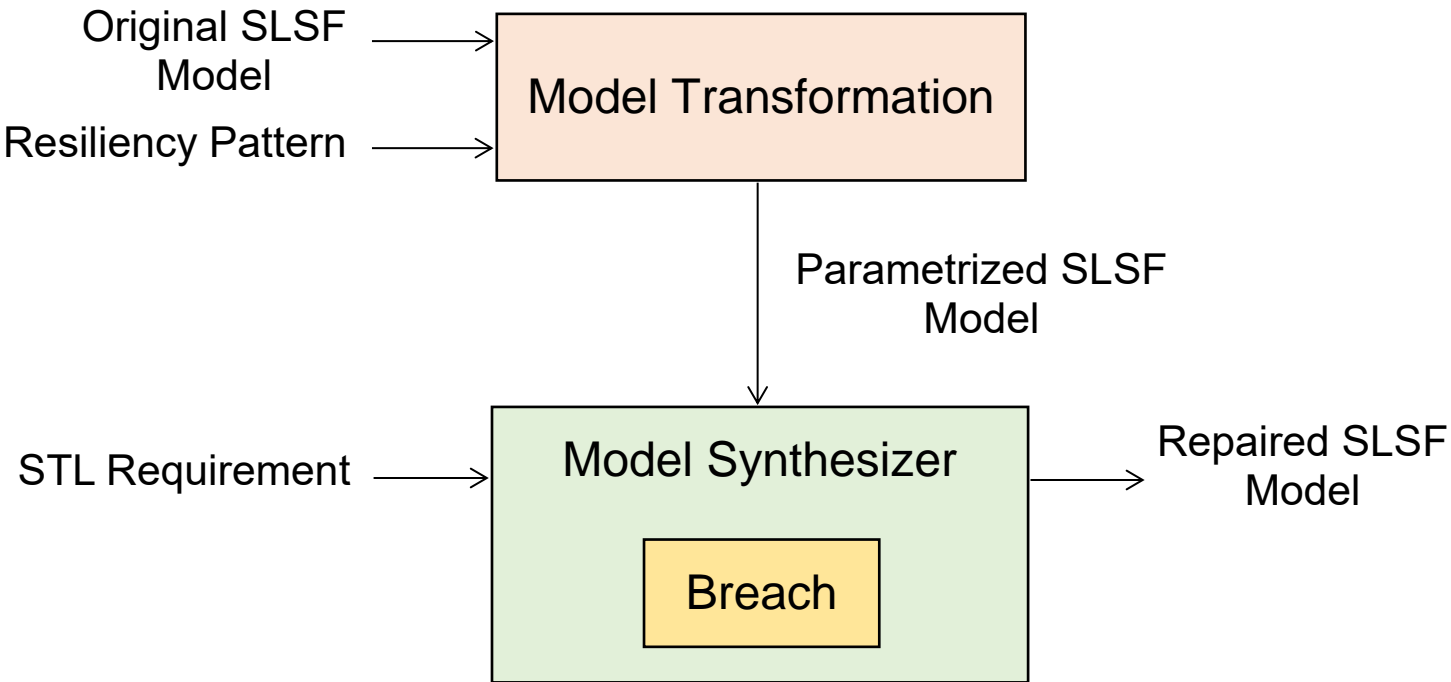 Original SLSF
Model
Resiliency Pattern
Model Transformation
Parametrized SLSF
Model
STL Requirement
Model Synthesizer
Breach
Repaired SLSF
Model